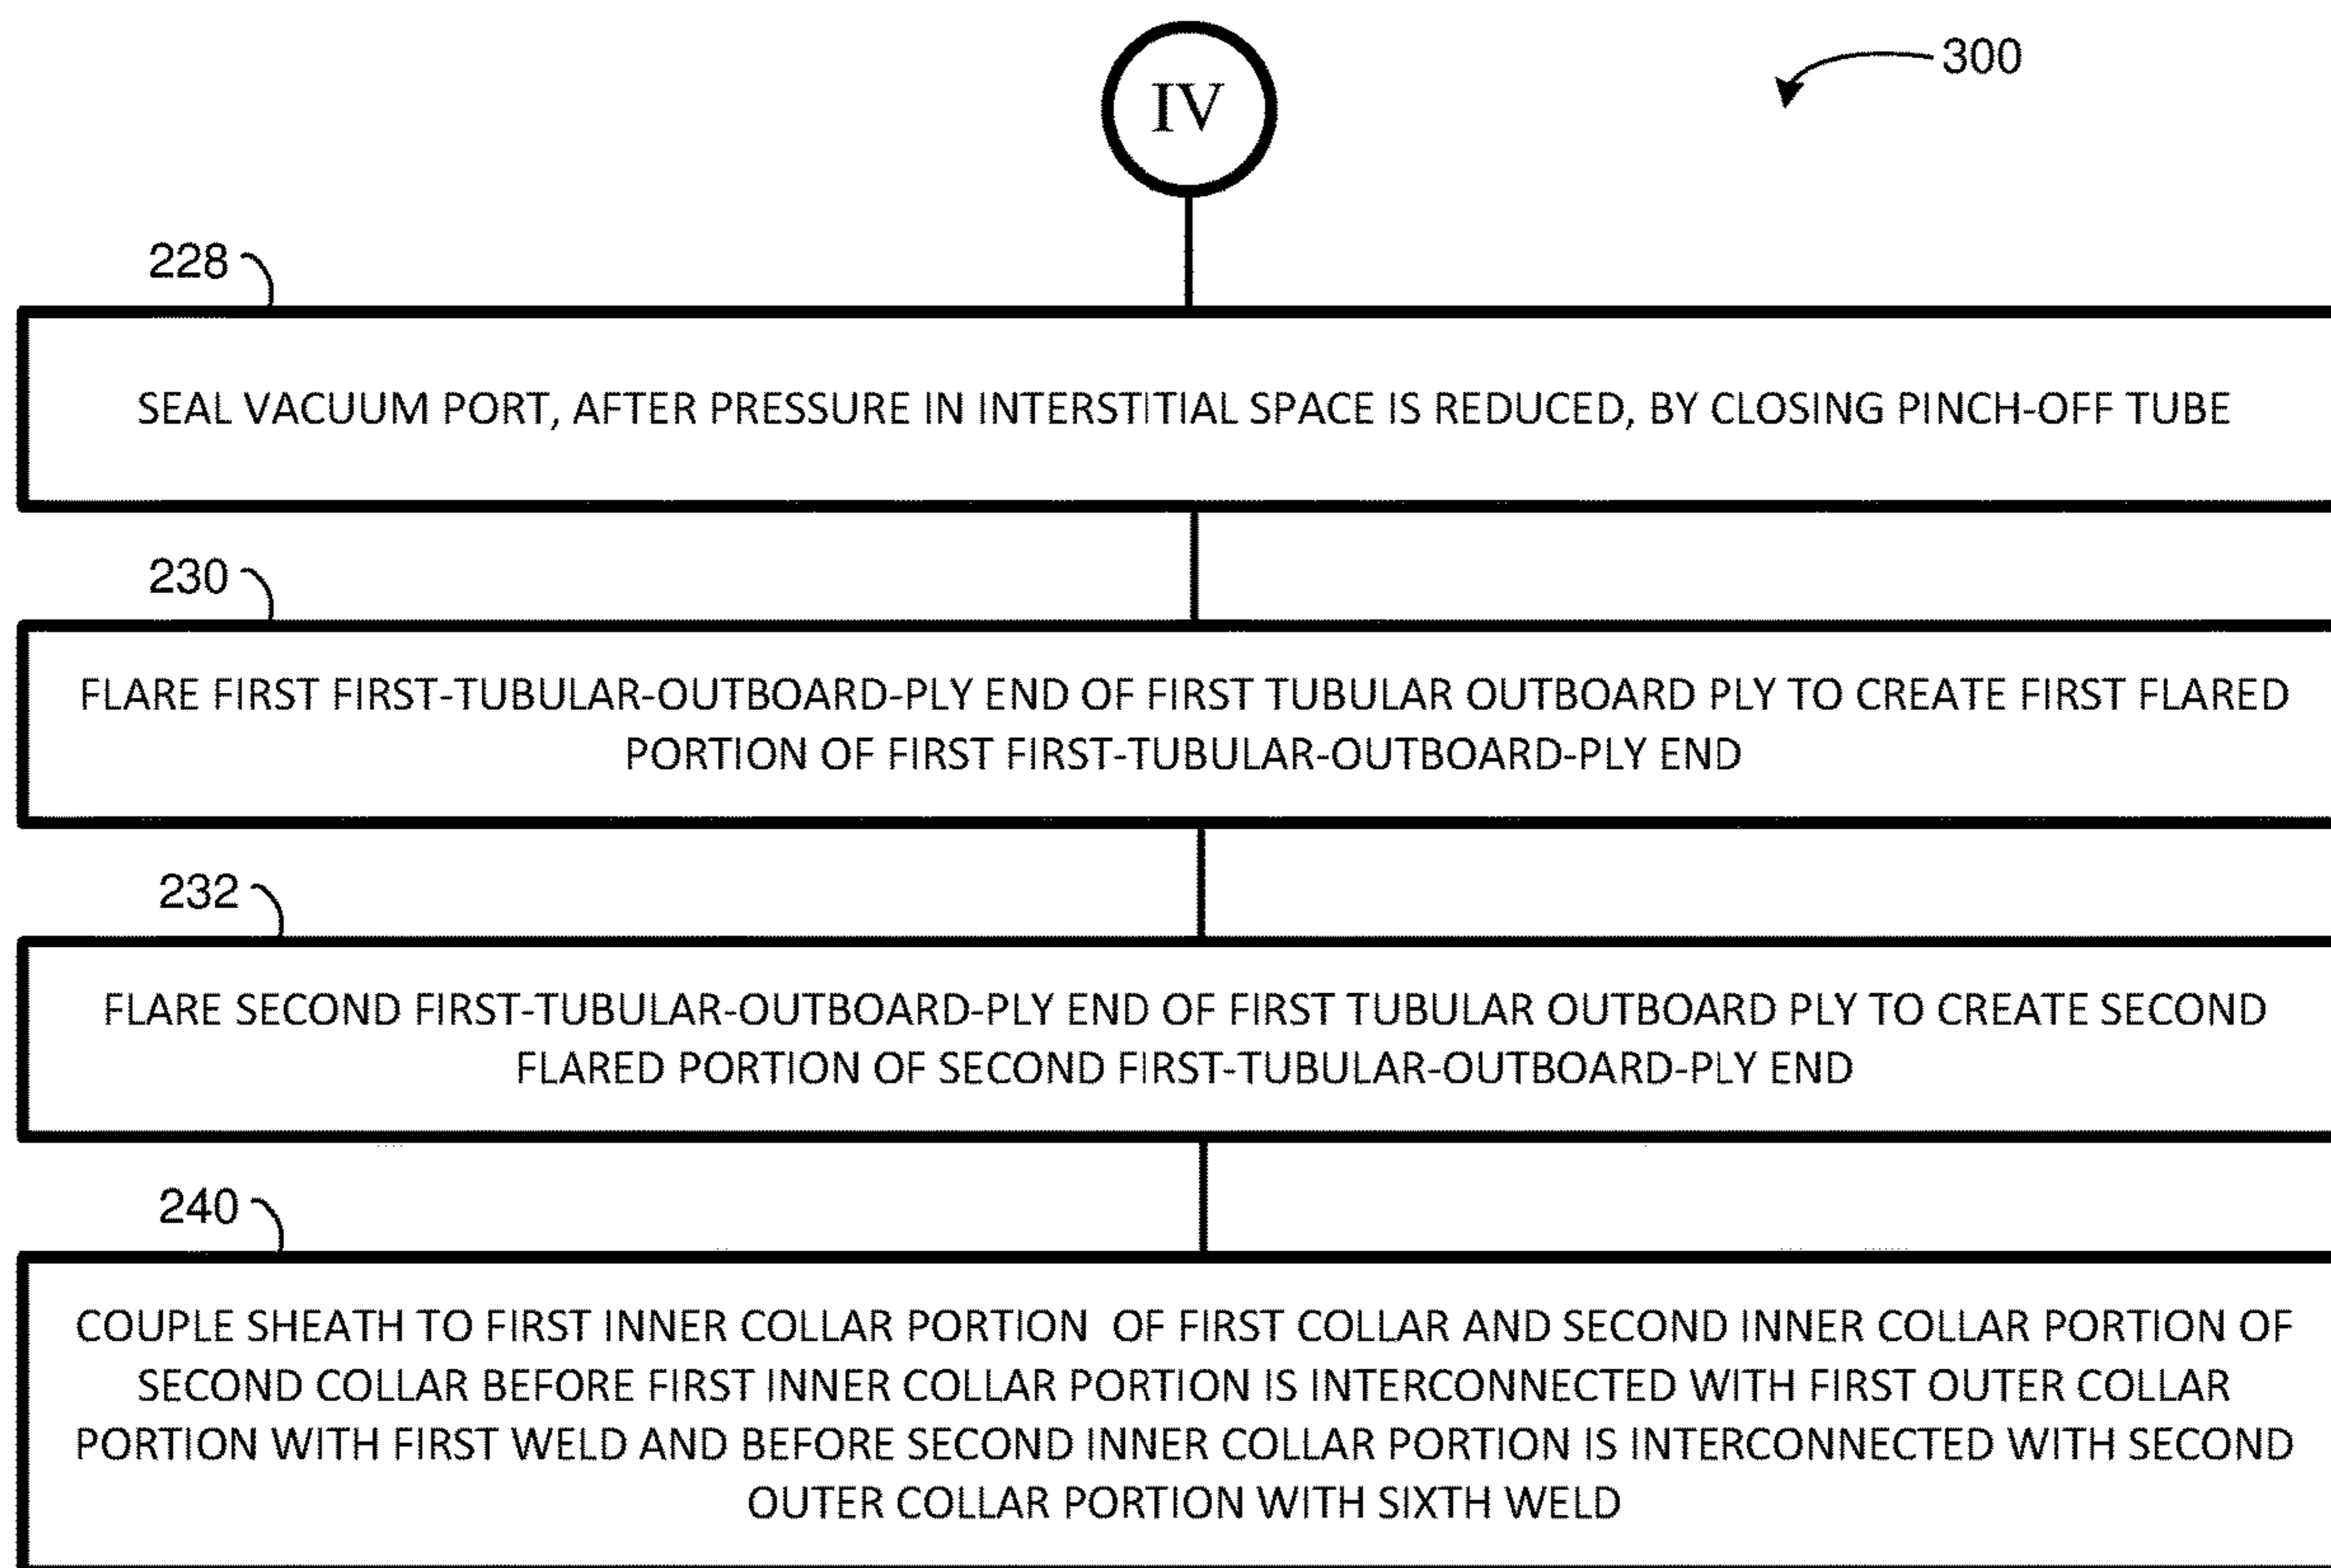 IV
300
228
SEAL VACUUM PORT, AFTER PRESSURE IN INTERSTITIAL SPACE IS REDUCED, BY CLOSING PINCH-OFF TUBE
230
FLARE FIRST FIRST-TUBULAR-OUTBOARD-PLY END OF FIRST TUBULAR OUTBOARD PLY TO CREATE FIRST FLARED
PORTION OF FIRST FIRST-TUBULAR-OUTBOARD-PLY END
232
FLARE SECOND FIRST-TUBULAR-OUTBOARD-PLY END OF FIRST TUBULAR OUTBOARD PLY TO CREATE SECOND
FLARED PORTION OF SECOND FIRST-TUBULAR-OUTBOARD-PLY END
240
COUPLE SHEATH TO FIRST INNER COLLAR PORTION OF FIRST COLLAR AND SECOND INNER COLLAR PORTION OF
SECOND COLLAR BEFORE FIRST INNER COLLAR PORTION IS INTERCONNECTED WITH FIRST OUTER COLLAR
PORTION WITH FIRST WELD AND BEFORE SECOND INNER COLLAR PORTION IS INTERCONNECTED WITH SECOND
OUTER COLLAR PORTION WITH SIXTH WELD